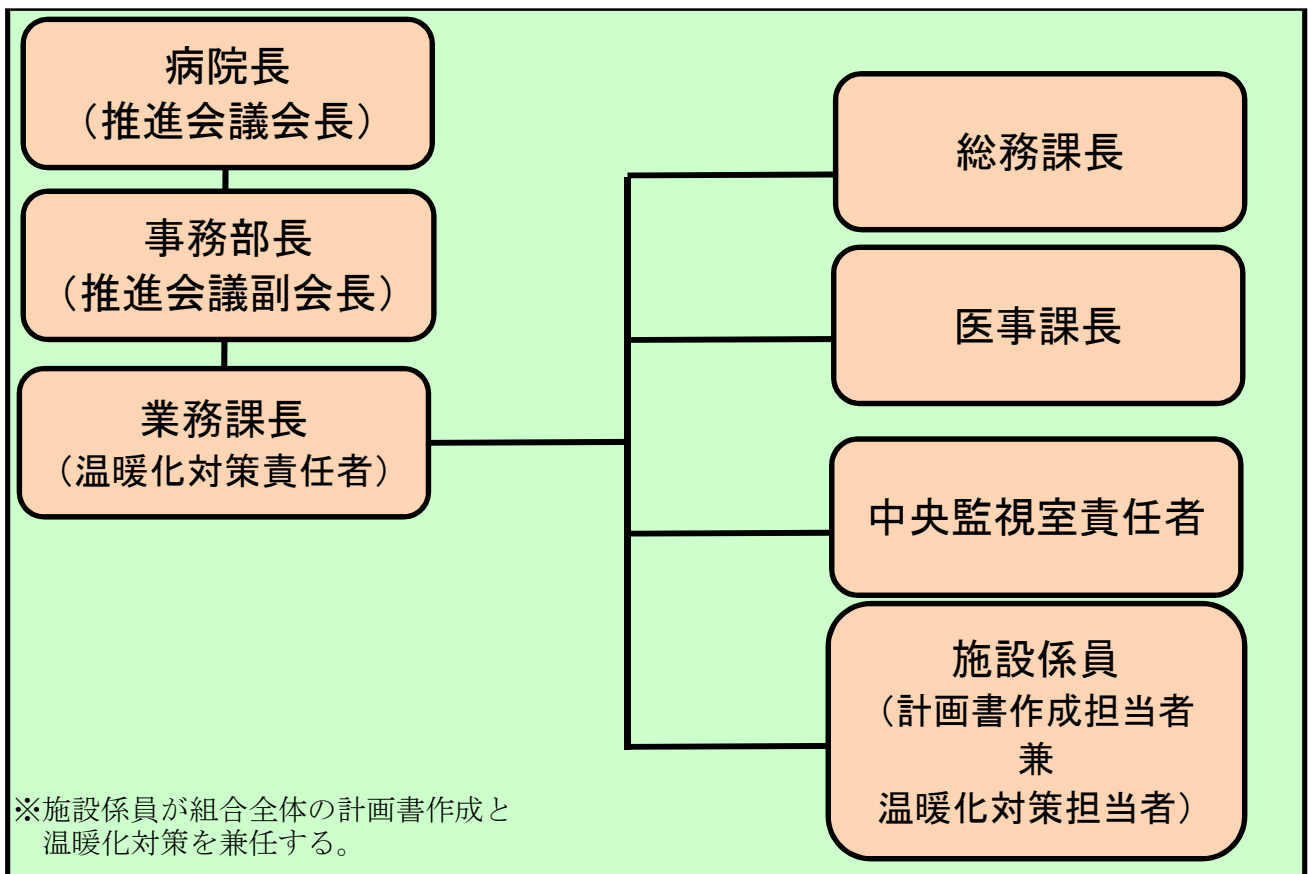 病院長
（推進会議会長）
事務部長
（推進会議副会長）
業務課長
（温暖化対策責任者）
総務課長
医事課長
中央監視室責任者
施設係員
（計画書作成担当者
兼
温暖化対策担当者）
※施設係員が組合全体の計画書作成と
温暖化対策を兼任する。